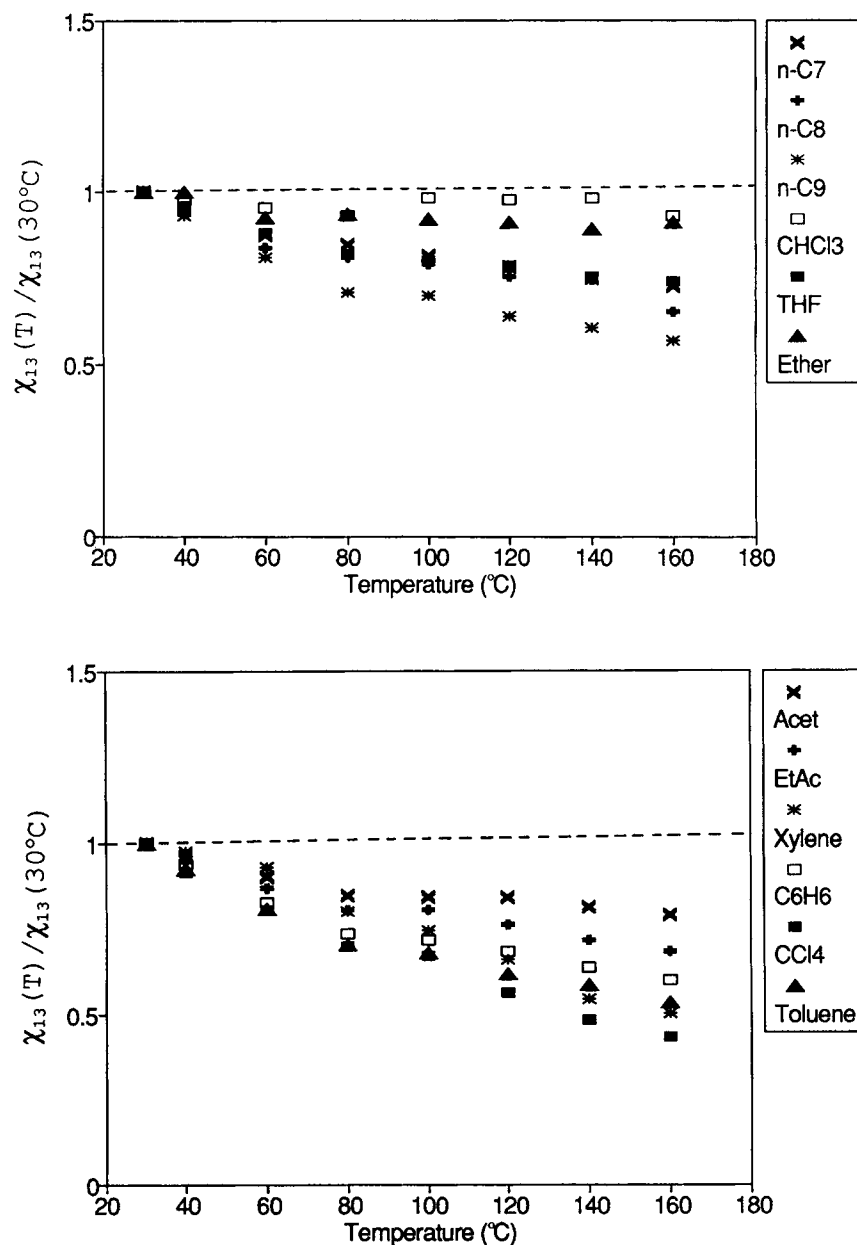 1.5
1
0.5
0
χ₁₃(T)/χ₁₃(30°C)
20 40 60 80 100 120 140 160 180
Temperature (°C)
n-C7
n-C8
n-C9
CHCl3
THF
Ether
1.5
1
0.5
0
χ₁₃(T)/χ₁₃(30°C)
20 40 60 80 100 120 140 160 180
Temperature (°C)
Acet
EtAc
Xylene
C6H6
CCl4
Toluene